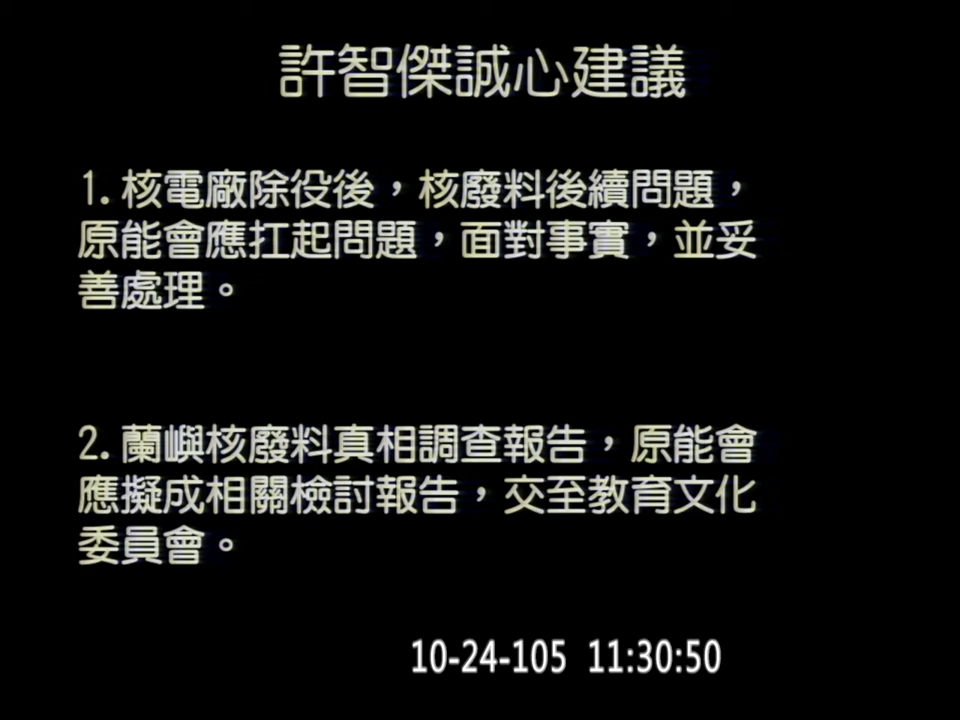 許智傑誠心建議
1.核電廠除役後，核廢料後續問題，
原能會應扛起問題，面對事實，並妥
善處理。
2.蘭嶼核廢料真相調查報告，原能會
應擬成相關檢討報告，交至教育文化
委員會。
10-24-105 11:30:50